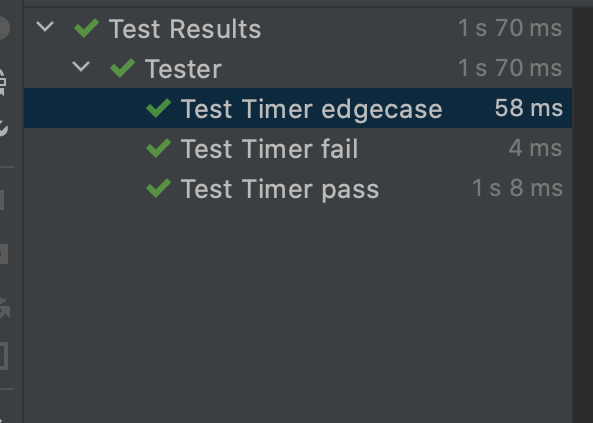 Test Results 1 s 70 ms
Tester 1 s 70 ms
Test Timer edgecase 58 ms
Test Timer fail 4 ms
Test Timer pass 1 s 8 ms